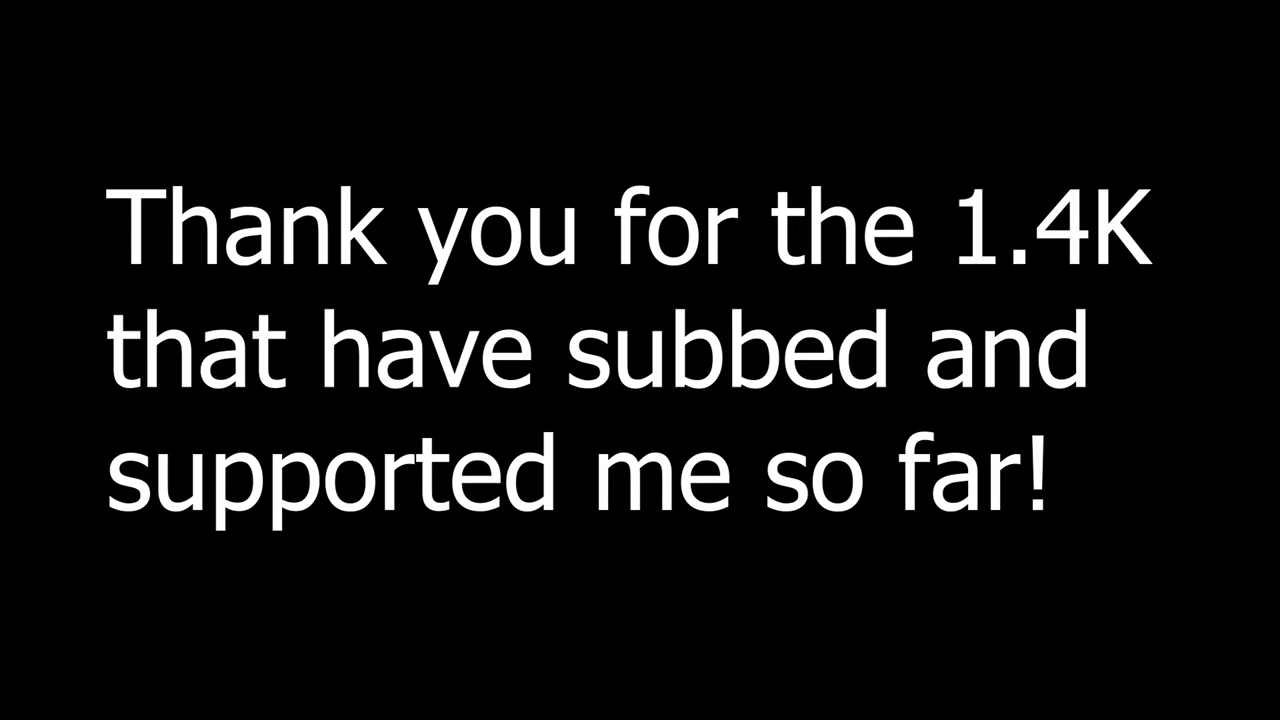 Thank you for the 1.4K
that have subbed and
supported me so far!